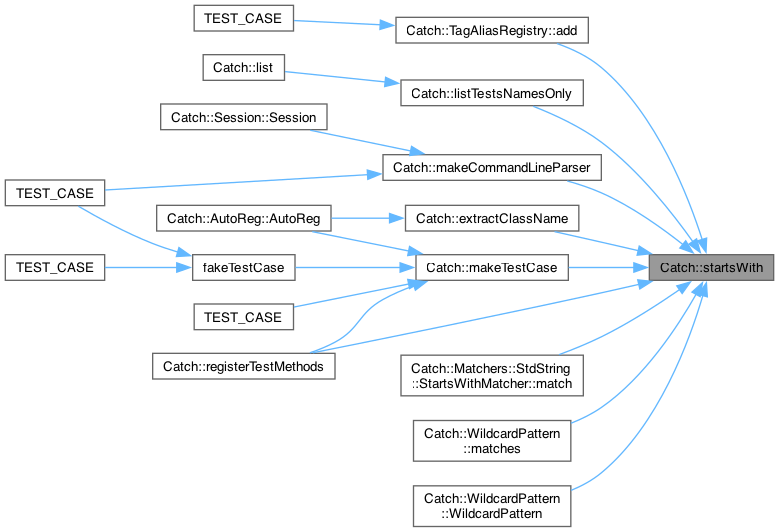 TEST_CASE
Catch::TagAliasRegistry::add
Catch::list
Catch::listTestsNamesOnly
Catch::Session::Session
Catch::makeCommandLineParser
TEST_CASE
Catch::AutoReg::AutoReg
Catch::extractClassName
TEST_CASE
fakeTestCase
Catch::makeTestCase
Catch::startsWith
TEST_CASE
Catch::registerTestMethods
Catch::Matchers::StdString
::StartsWithMatcher::match
Catch::WildcardPattern
::matches
Catch::WildcardPattern
::WildcardPattern